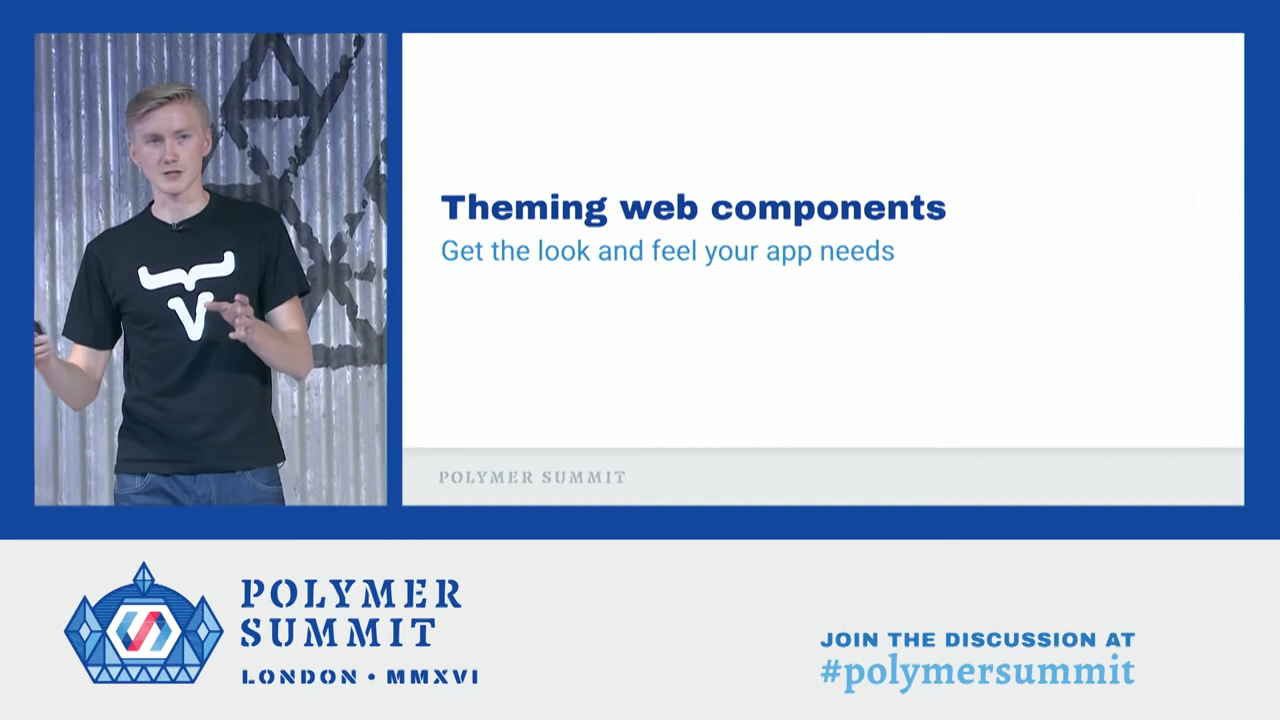 Theming web components
Get the look and feel your app needs
POLYMER SUMMIT
POLYMER
SUMMIT
LONDON • MMXVI
JOIN THE DISCUSSION AT
#polymersummit